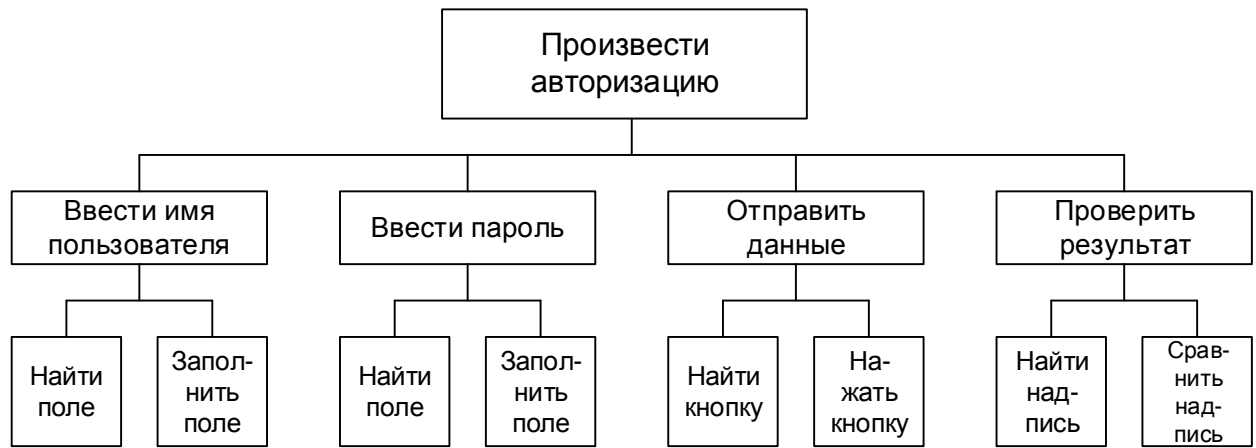 Произвести
авторизацию
Ввести имя
пользователя
Ввести пароль
Отправить
данные
Проверить
результат
Найти
поле
Запол-
нить
поле
Найти
поле
Запол-
нить
поле
Найти
кнопку
На-
жать
кнопку
Найти
над-
пись
Срав-
нить
над-
пись